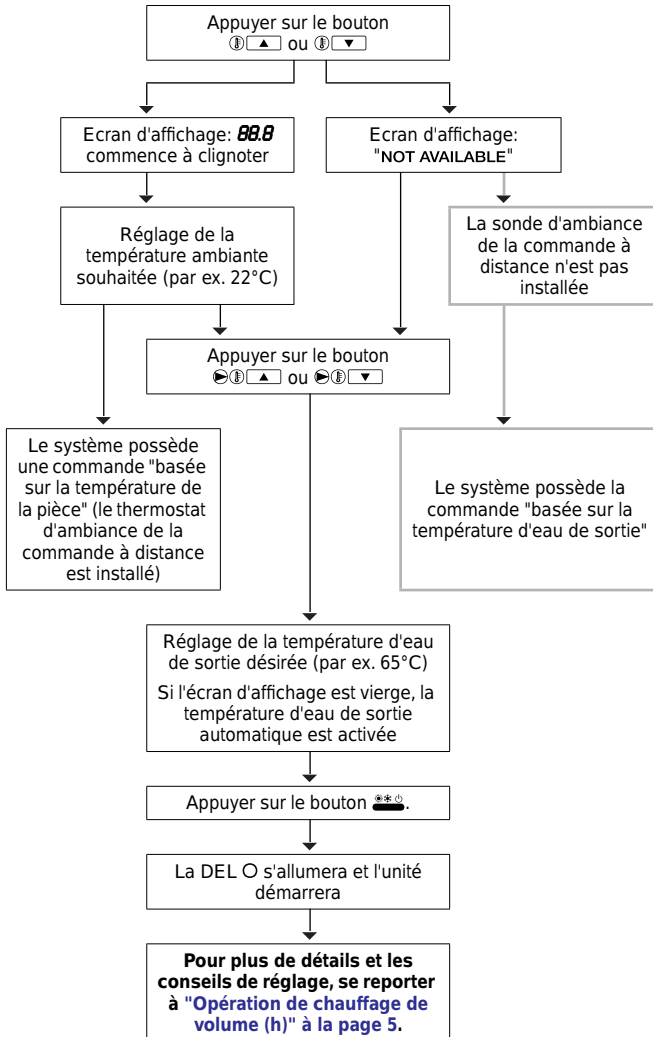 Appuyer sur le bouton
▲ ou ▼
Ecran d'affichage: 88.8
commence à clignoter
Ecran d'affichage:
"NOT AVAILABLE"
Réglage de la
température ambiante
souhaitée (par ex. 22°C)
La sonde d'ambiance
de la commande à
distance n'est pas
installée
Appuyer sur le bouton
▲ ou ▼
Le système possède
une commande "basée
sur la température de
la pièce" (le thermostat
d'ambiance de la
commande à distance
est installé)
Le système possède la
commande "basée sur la
température d'eau de sortie"
Réglage de la température d'eau
de sortie désirée (par ex. 65°C)
Si l'écran d'affichage est vierge, la
température d'eau de sortie
automatique est activée
Appuyer sur le bouton .
La DEL s'allumera et l'unité
démarrera
Pour plus de détails et les
conseils de réglage, se reporter
à "Opération de chauffage de
volume (h)" à la page 5.